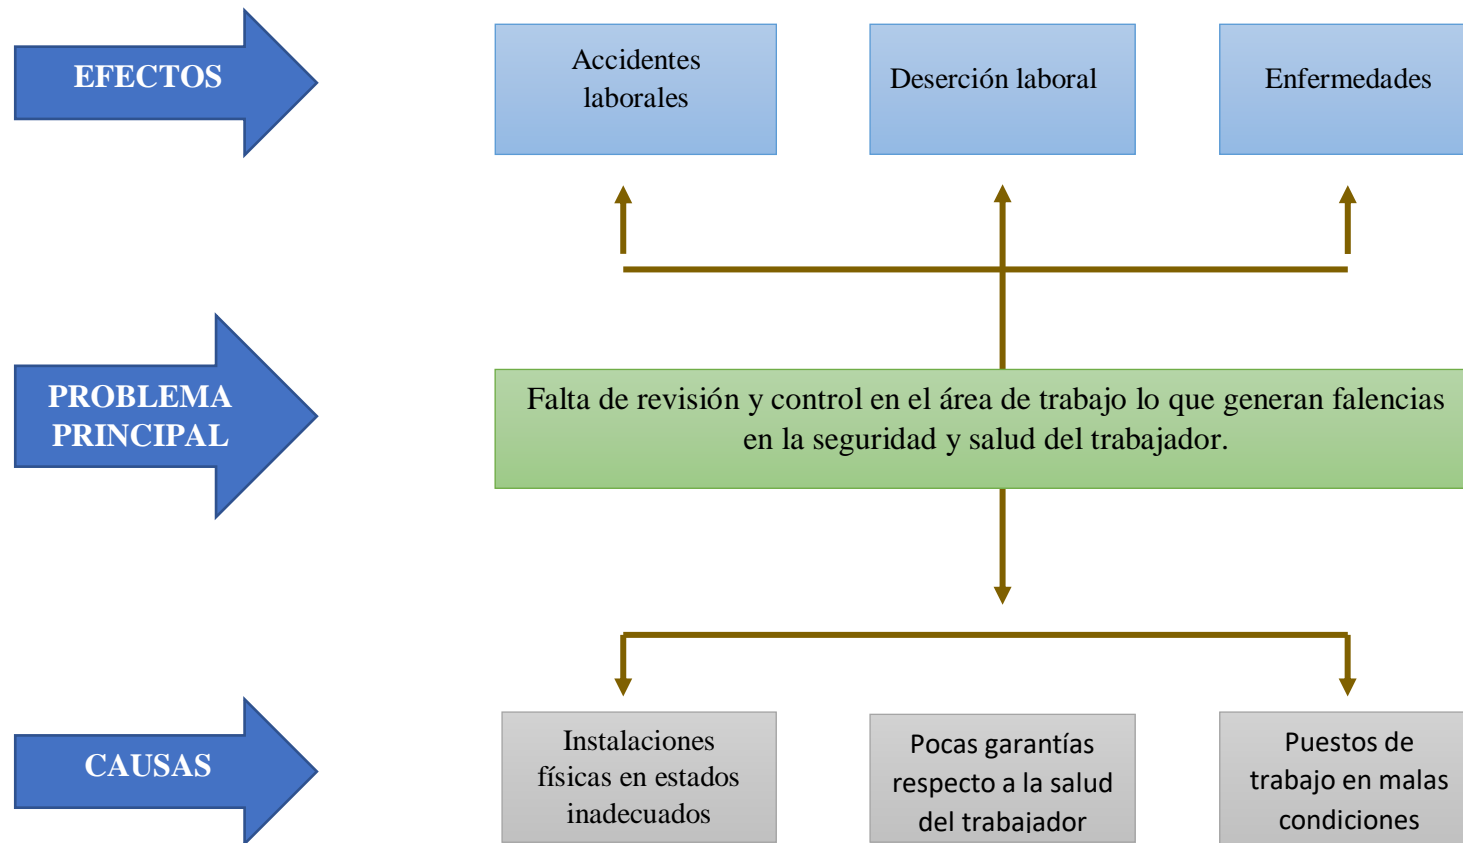 EFECTOS
Accidentes
laborales
Deserción laboral
Enfermedades
PROBLEMA
PRINCIPAL
Falta de revisión y control en el área de trabajo lo que generan falencias
en la seguridad y salud del trabajador.
CAUSAS
Instalaciones
físicas en estados
inadecuados
Pocas garantías
respecto a la salud
del trabajador
Puestos de
trabajo en malas
condiciones